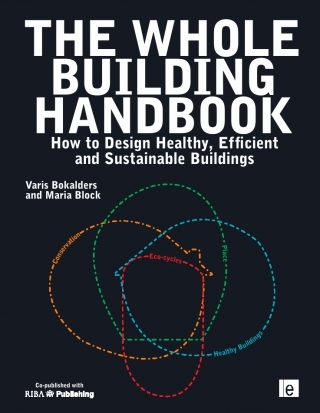 THE WHOLE
BUILDING
HANDBOOK
How to Design Healthy, Efficient
and Sustainable Buildings
Varis Bokalders
and Maria Block
Conservation
Eco-cycles
Place
Healthy Buildings
Co-published with
RIBA Publishing
e